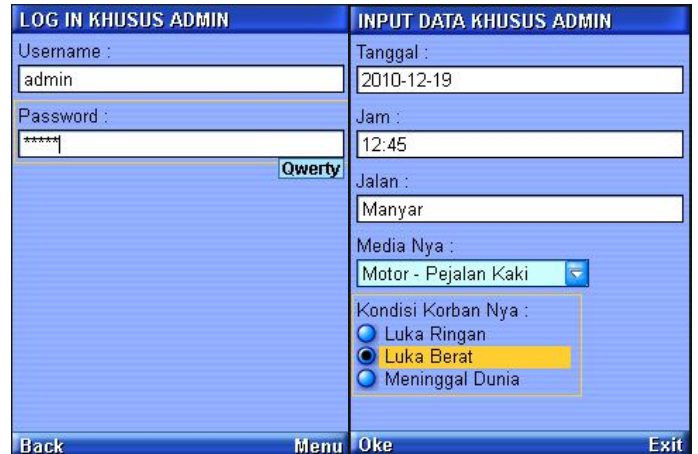 LOG IN KHUSUS ADMIN
Username :
admin
Password :
*****
Qwerty
Back Menu
INPUT DATA KHUSUS ADMIN
Tanggal :
2010-12-19
Jam :
12:45
Jalan :
Manyar
Media Nya :
Motor - Pejalan Kaki
Kondisi Korban Nya :
Luka Ringan
Luka Berat
Meninggal Dunia
Oke Exit